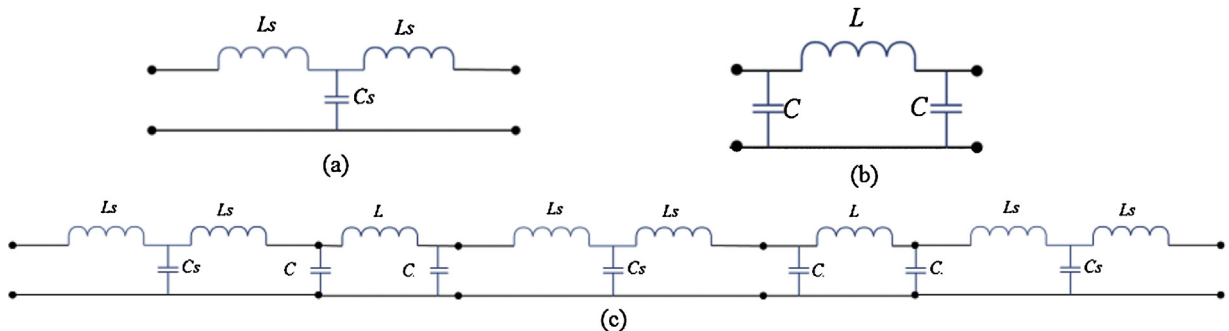 Ls Ls
L
Cs
C C
(a)
(b)
Ls Ls L Ls Ls L Ls Ls
Cs C C. Cs C. C. Cs
(c)